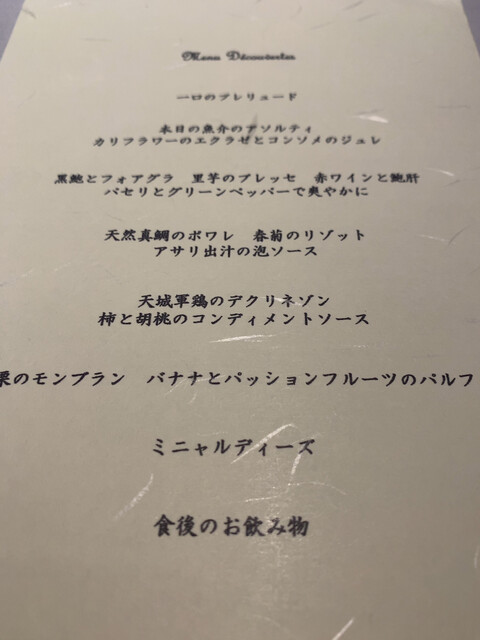 Menu Découvertes
一口のプレリュード
本日の魚介のアソルティ
カリフラワーのエクラゼとコンソメのジュレ
黒鮑とフォアグラ 里芋のプレッセ 赤ワインと鮑肝
パセリとグリーンペッパーで爽やかに
天然真鯛のポワレ 春菊のリゾット
アサリ出汁の泡ソース
天城軍鶏のデクリネゾン
柿と胡桃のコンディメントソース
栗のモンブラン バナナとパッションフルーツのパルフ
ミニャルディーズ
食後のお飲み物